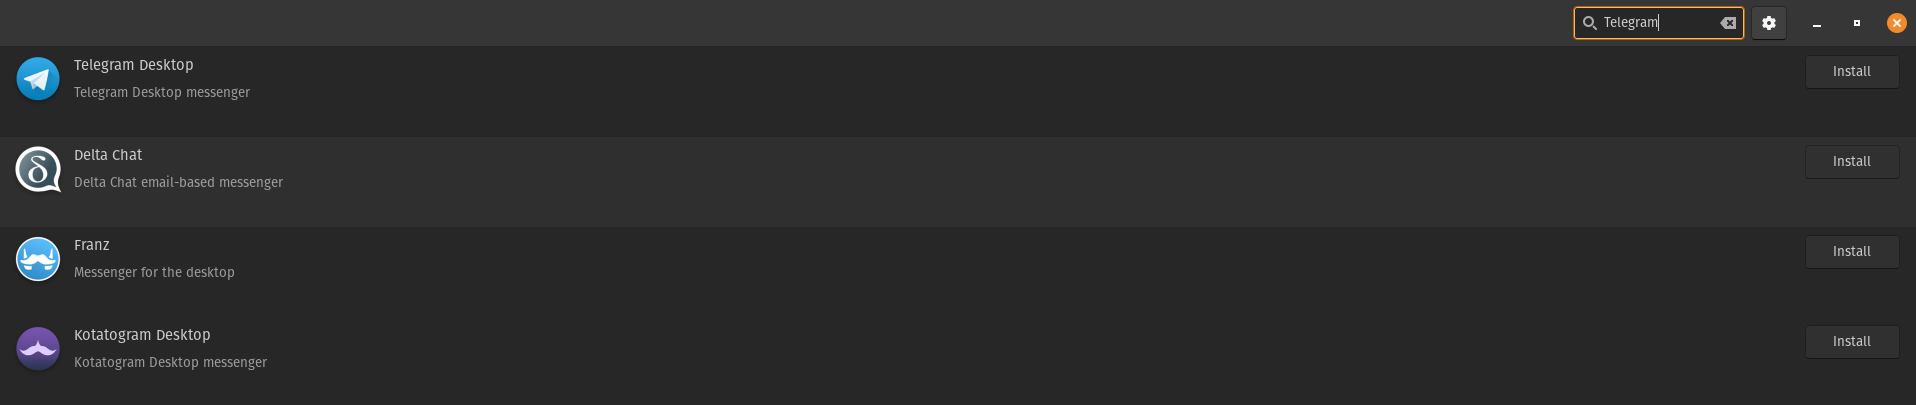 Telegram
Telegram Desktop
Telegram Desktop messenger
Install
Delta Chat
Delta Chat email-based messenger
Install
Franz
Messenger for the desktop
Install
Kotatogram Desktop
Kotatogram Desktop messenger
Install